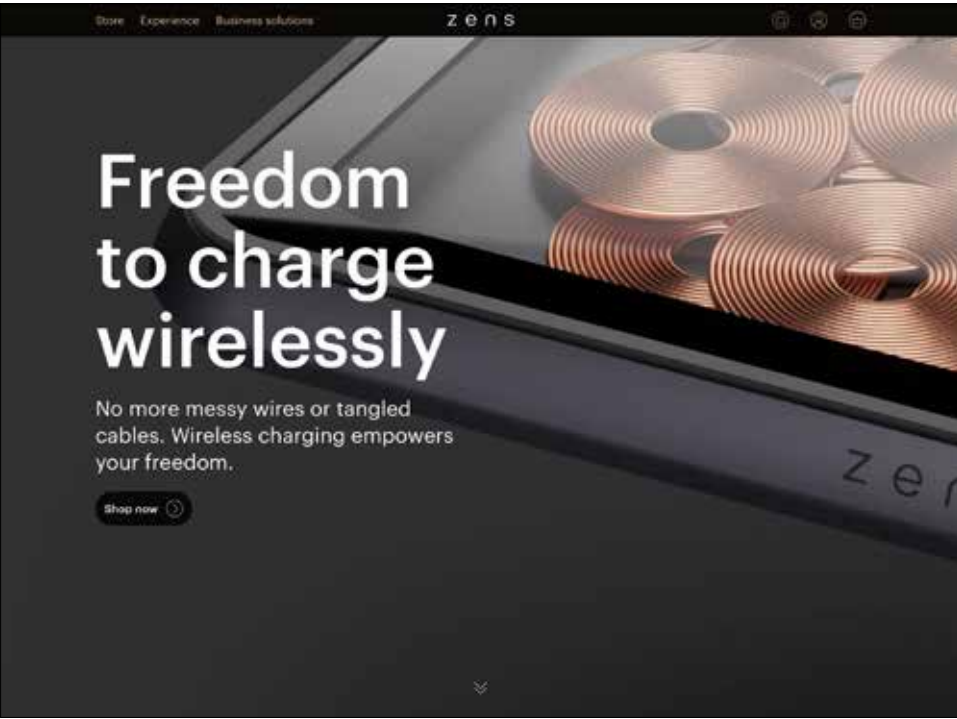 Store Experience Business solutions
zens
Freedom
to charge
wirelessly
No more messy wires or tangled
cables. Wireless charging empowers
your freedom.
Shop now
zen